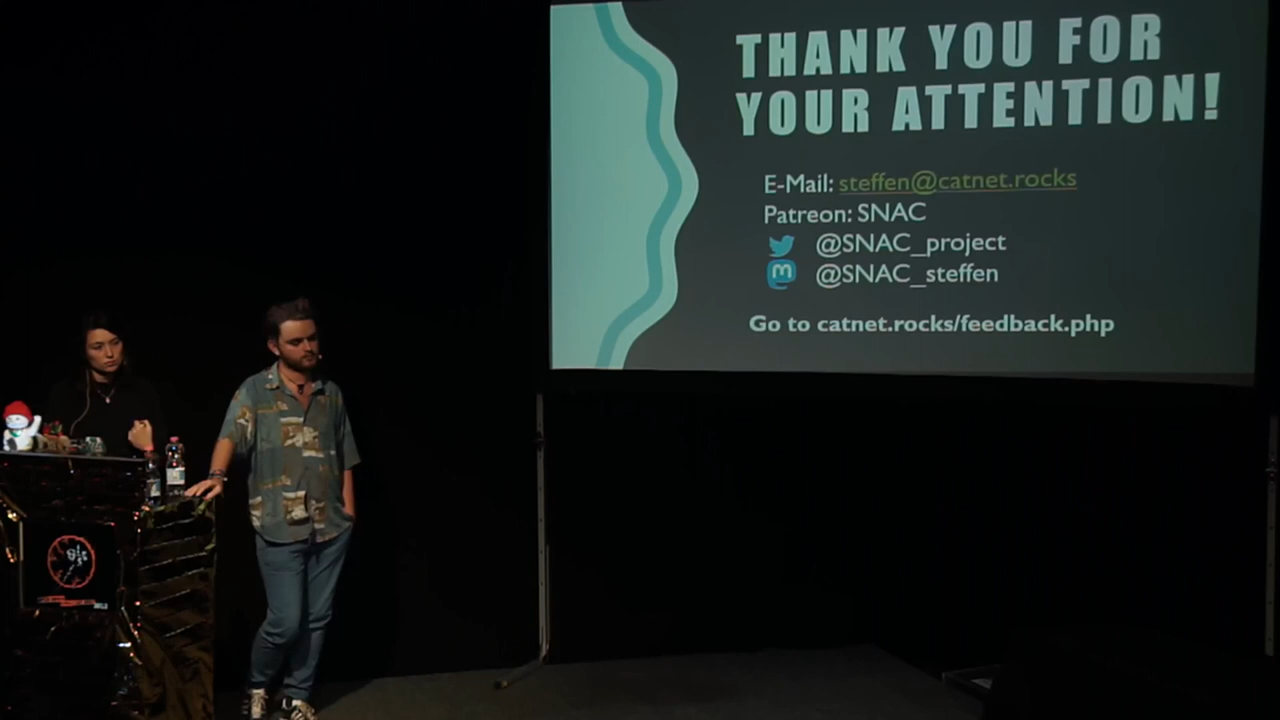 THANK YOU FOR
YOUR ATTENTION!
E-Mail: steffen@catnet.rocks
Patreon: SNAC
@SNAC_project
@SNAC_steffen
Go to catnet.rocks/feedback.php